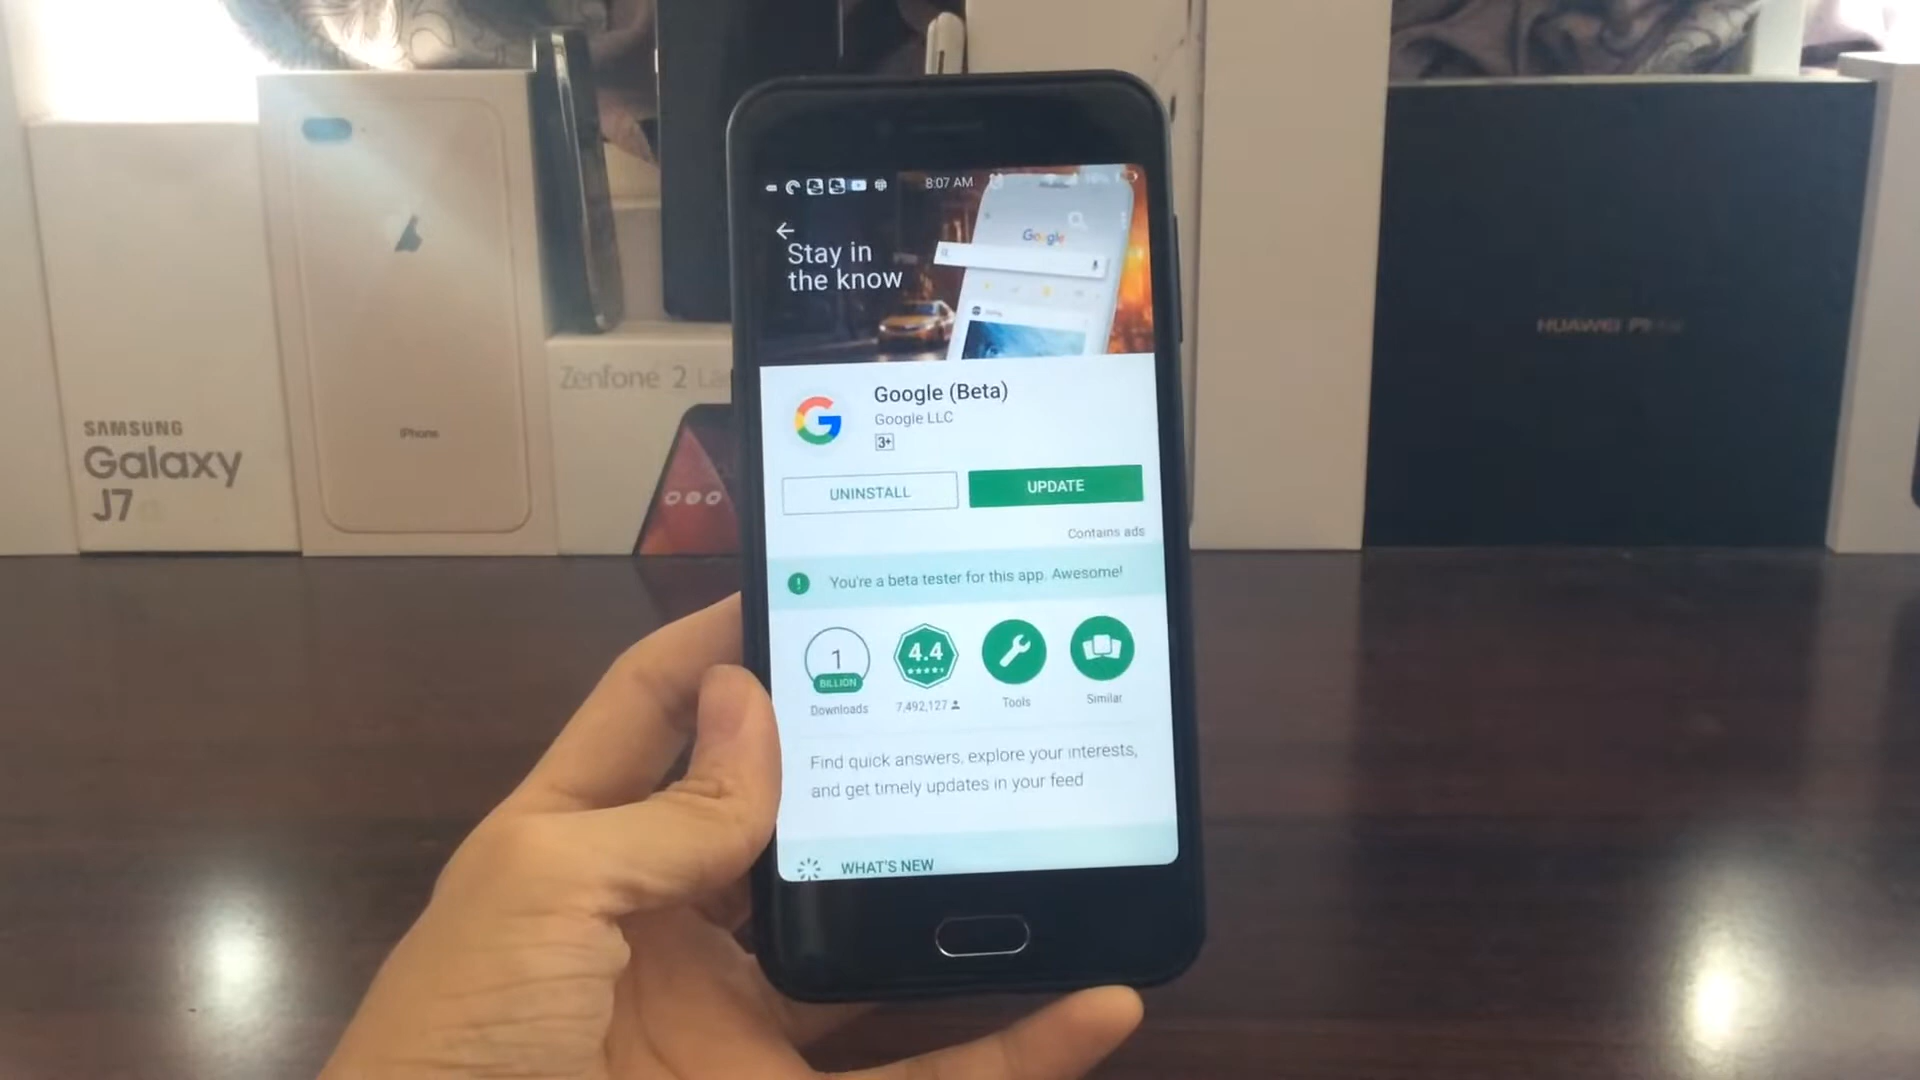 8:07 AM
Stay in
the know
Google
Google (Beta)
Google LLC
3+
UNINSTALL
UPDATE
Contains ads
You're a beta tester for this app. Awesome!
1
BILLION
Downloads
4.4
7,492,127
Tools
Similar
Find quick answers, explore your interests,
and get timely updates in your feed
WHAT'S NEW
SAMSUNG
Galaxy
J7
iPhone
Zenfone 2
HUAWEI